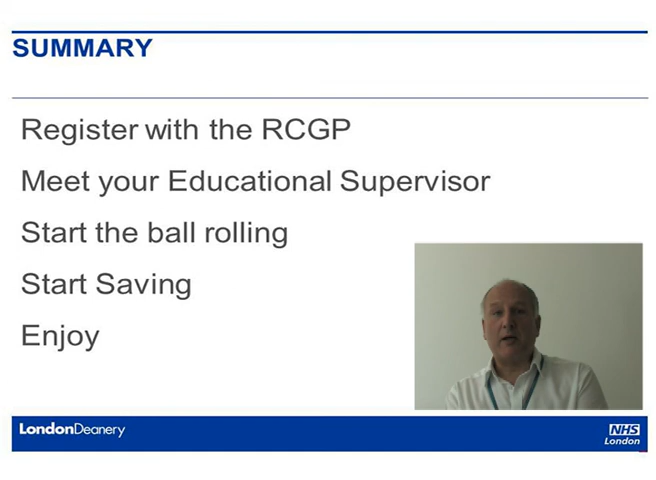 SUMMARY
Register with the RCGP
Meet your Educational Supervisor
Start the ball rolling
Start Saving
Enjoy
LondonDeanery
NHS
London